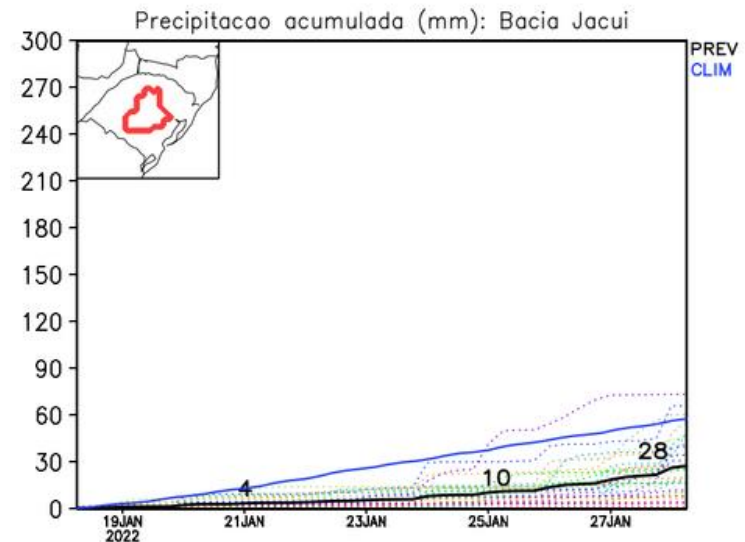 Precipitacao acumulada (mm): Bacia Jacui
300
270
240
210
180
150
120
90
60
30
0
PREV
CLIM
4
10
28
19JAN
2022
21JAN
23JAN
25JAN
27JAN